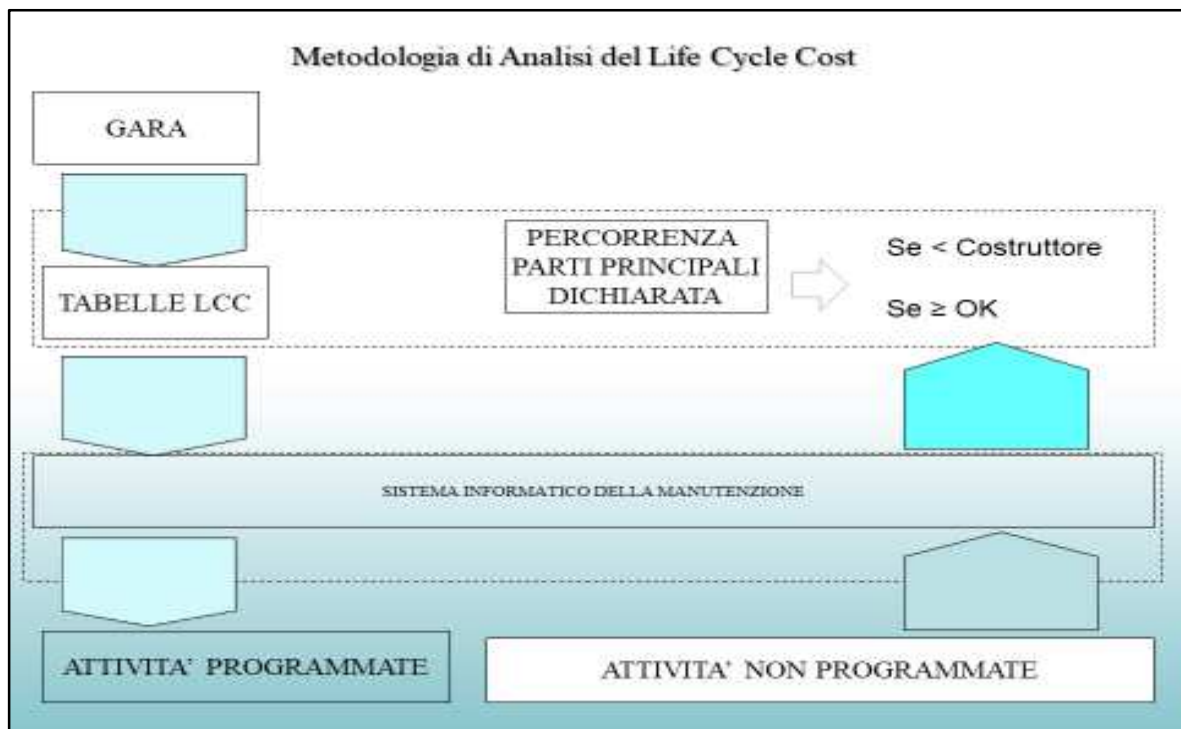 Metodologia di Analisi del Life Cycle Cost
GARA
PERCORRENZA
PARTI PRINCIPALI
DICHIARATA
Se < Costruttore
Se ≥ OK
TABELLE LCC
SISTEMA INFORMATICO DELLA MANUTENZIONE
ATTIVITA’ PROGRAMMATE
ATTIVITA’ NON PROGRAMMATE